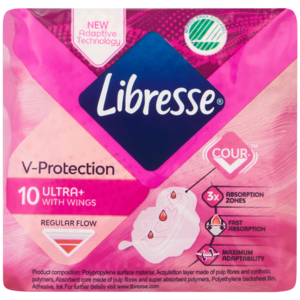 NEW
Adaptive
Technology
Libresse®
V-Protection
10 ULTRA+
WITH WINGS
REGULAR FLOW
COUR-V
3x ABSORPTION
ZONES
FAST
ABSORPTION
MAXIMUM
ADAPTABILITY
Product composition: Polypropylene surface material, Acquisition layer made of pulp fibres and synthetic
polymers, Absorbent core made of pulp fibres and super absorbent polymers, Polyethylene backsheet film,
Adhesive, Ink For further details visit www.libresse.com